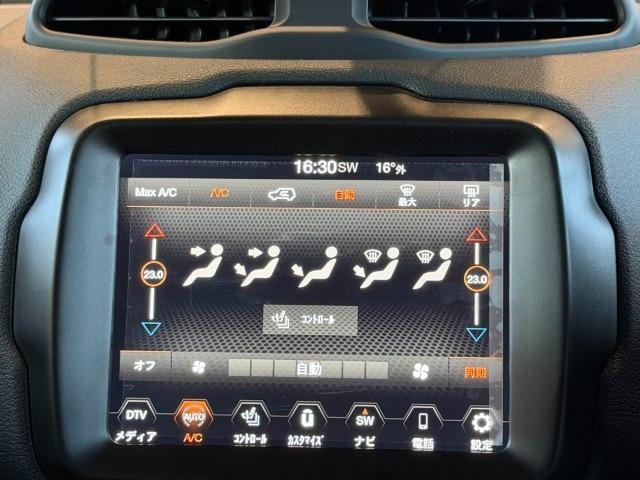 16:30SW 16°外
Max A/C A/C 自動 最大 リア
23.0 23.0
コントロール
オフ 自動 同期
DTV AUTO SW
メディア A/C コントロール カスタマイズ ナビ 電話 設定